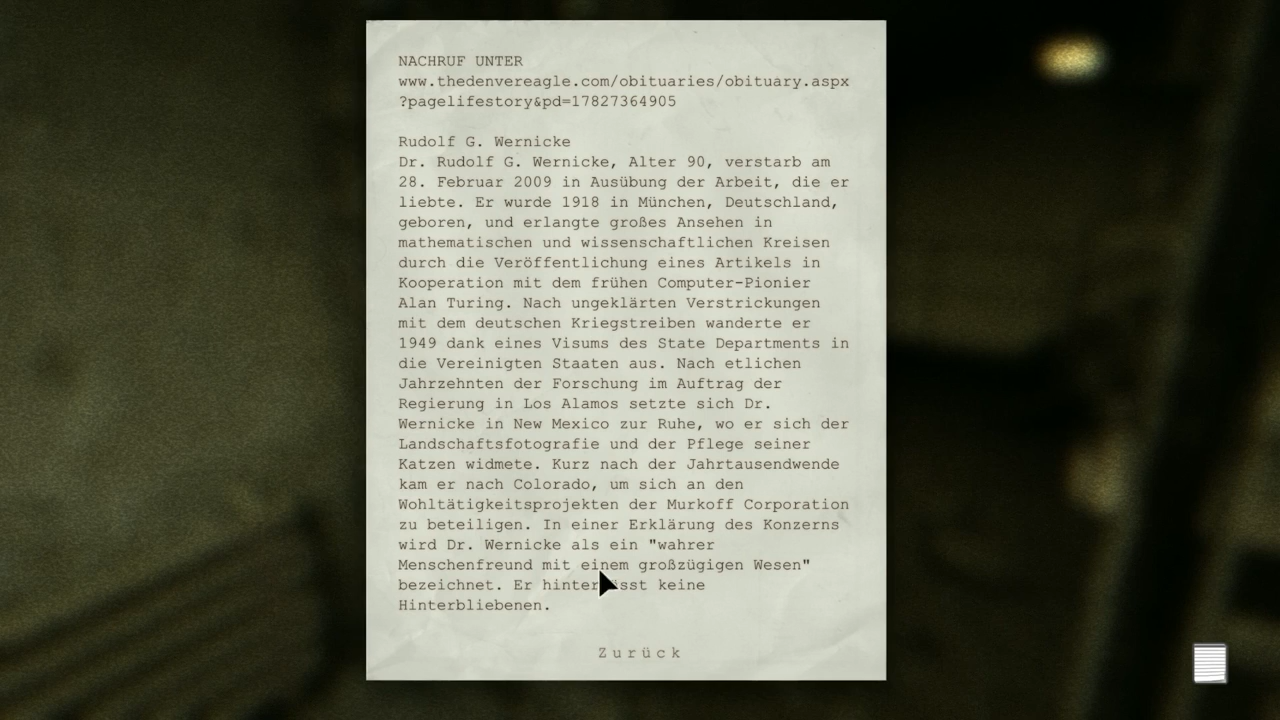 NACHRUF UNTER
www.thedenvereagle.com/obituaries/obituary.aspx
?pagelifestory&pd=17827364905
Rudolf G. Wernicke
Dr. Rudolf G. Wernicke, Alter 90, verstarb am
28. Februar 2009 in Ausübung der Arbeit, die er
liebte. Er wurde 1918 in München, Deutschland,
geboren, und erlangte großes Ansehen in
mathematischen und wissenschaftlichen Kreisen
durch die Veröffentlichung eines Artikels in
Kooperation mit dem frühen Computer-Pionier
Alan Turing. Nach ungeklärten Verstrickungen
mit dem deutschen Kriegstreiben wanderte er
1949 dank eines Visums des State Departments in
die Vereinigten Staaten aus. Nach etlichen
Jahrzehnten der Forschung im Auftrag der
Regierung in Los Alamos setzte sich Dr.
Wernicke in New Mexico zur Ruhe, wo er sich der
Landschaftsfotografie und der Pflege seiner
Katzen widmete. Kurz nach der Jahrtausendwende
kam er nach Colorado, um sich an den
Wohltätigkeitsprojekten der Murkoff Corporation
zu beteiligen. In einer Erklärung des Konzerns
wird Dr. Wernicke als ein "wahrer
Menschenfreund mit einem großzügigen Wesen"
bezeichnet. Er hinterlässt keine
Hinterbliebenen.
Zurück